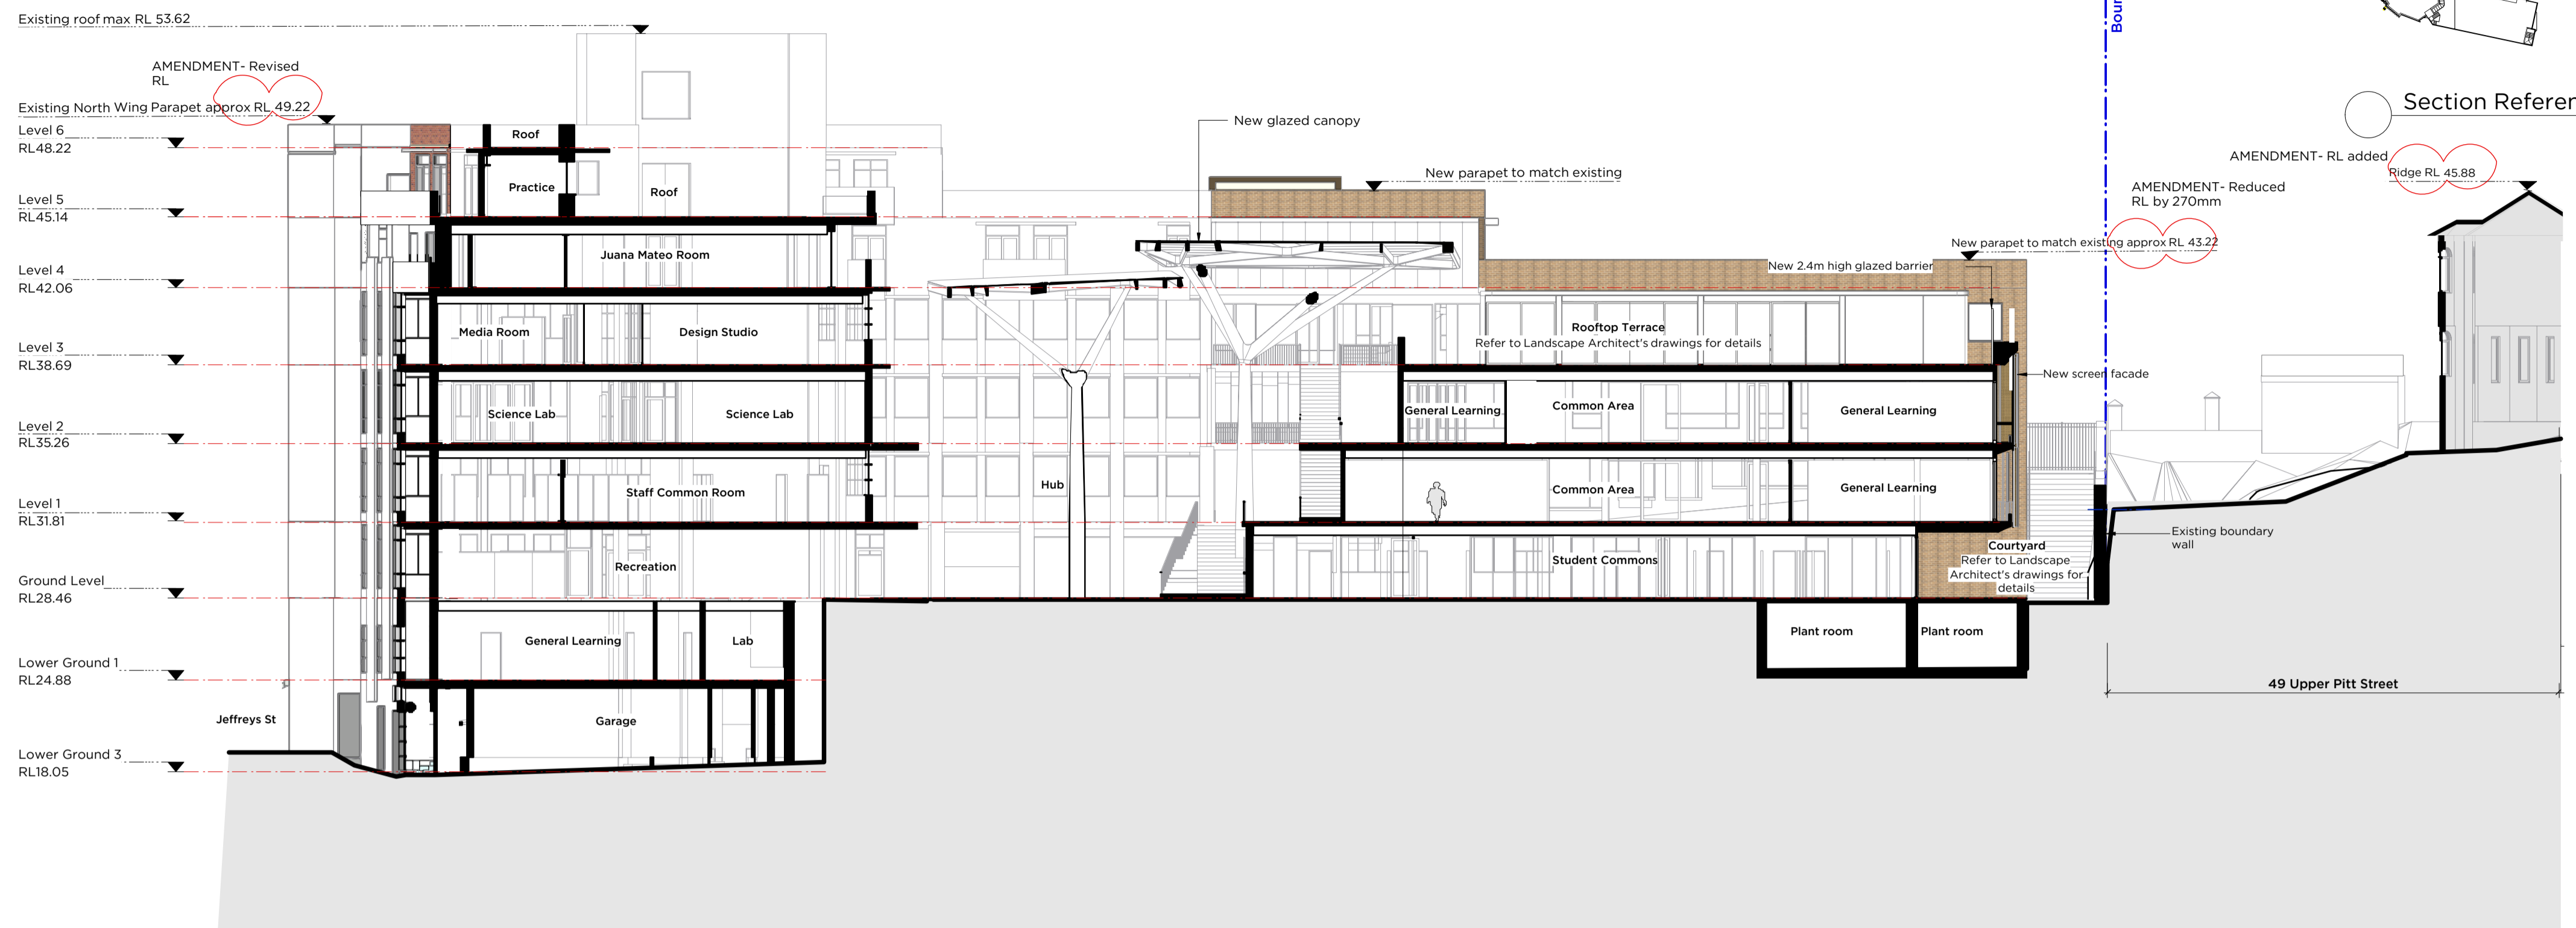 Existing roof max RL 53.62
AMENDMENT- Revised
RL
Existing North Wing Parapet approx RL 49.22
Level 6
RL48.22
Level 5
RL45.14
Level 4
RL42.06
Level 3
RL38.69
Level 2
RL35.26
Level 1
RL31.81
Ground Level
RL28.46
Lower Ground 1
RL24.88
Lower Ground 3
RL18.05
Jeffreys St
Roof
Practice
Roof
Juana Mateo Room
Media Room
Design Studio
Science Lab
Science Lab
Staff Common Room
Recreation
General Learning
Lab
Garage
Hub
New glazed canopy
New parapet to match existing
New parapet to match existing approx RL 43.22
New 2.4m high glazed barrier
Rooftop Terrace
Refer to Landscape Architect's drawings for details
New screen facade
General Learning
Common Area
General Learning
Common Area
General Learning
Student Commons
Courtyard
Refer to Landscape
Architect's drawings for
details
Plant room
Plant room
Existing boundary
wall
49 Upper Pitt Street
AMENDMENT- Reduced
RL by 270mm
AMENDMENT- RL added
Ridge RL 45.88